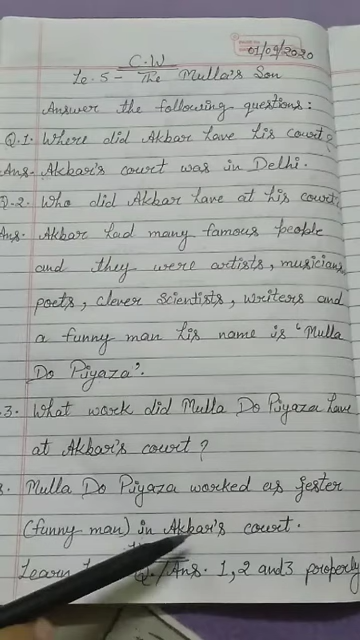 C.W
01/09/2020
Le. 5 - The Mulla's Son
Answer the following questions:
Q.1. Where did Akbar have his court?
Ans- Akbar's court was in Delhi.
Q-2. Who did Akbar have at his court
Ans- Akbar had many famous people
and they were artists, musicians
poets, clever scientists, writers and
a funny man his name is "Mulla
Do Piyaza".
.3. What work did Mulla Do Piyaza have
at Akbar's court?
s. Mulla Do Piyaza worked as jester
(funny man) in Akbar's court.
Learn Q./Ans. 1, 2 and 3 properly